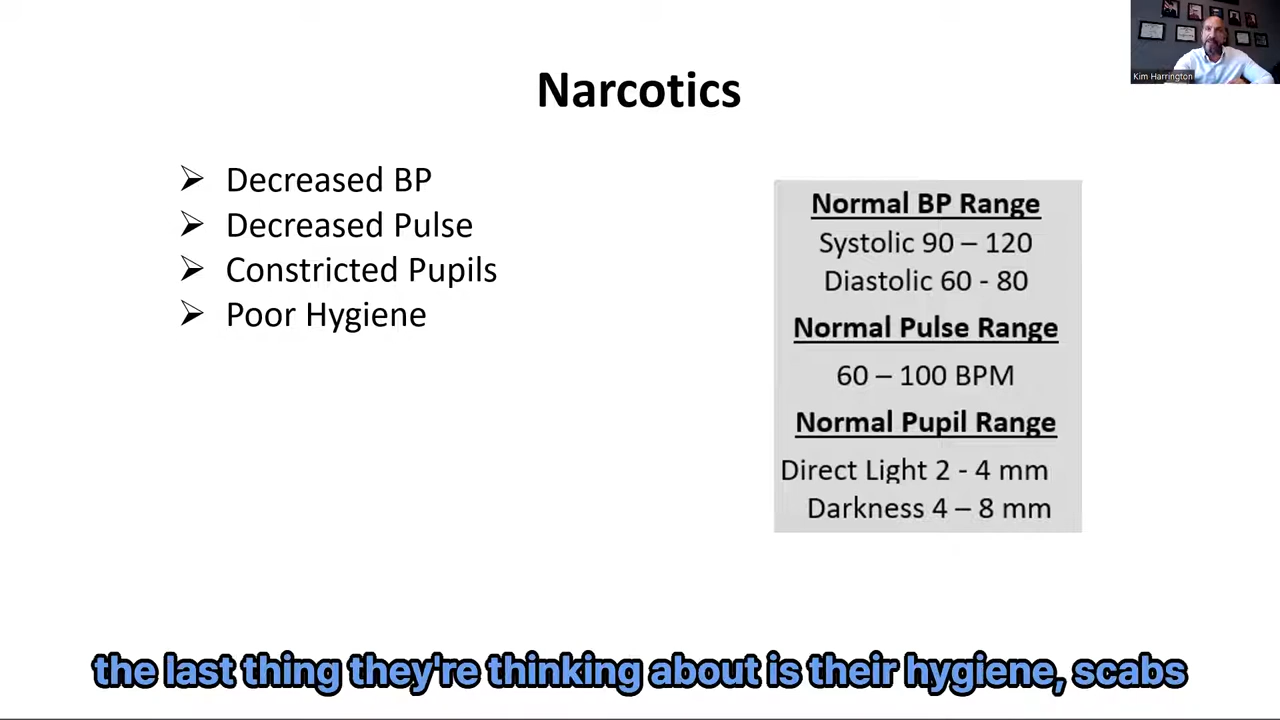 Kim Harrington
Narcotics
Decreased BP
Decreased Pulse
Constricted Pupils
Poor Hygiene
Normal BP Range
Systolic 90 – 120
Diastolic 60 - 80
Normal Pulse Range
60 – 100 BPM
Normal Pupil Range
Direct Light 2 - 4 mm
Darkness 4 – 8 mm
the last thing they're thinking about is their hygiene, scabs